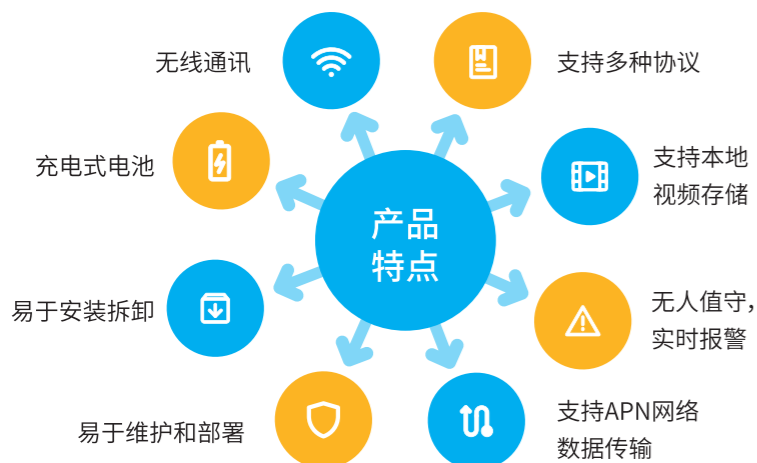 无线通讯
支持多种协议
充电式电池
支持本地
视频存储
产品
特点
易于安装拆卸
无人值守，
实时报警
易于维护和部署
支持APN网络
数据传输